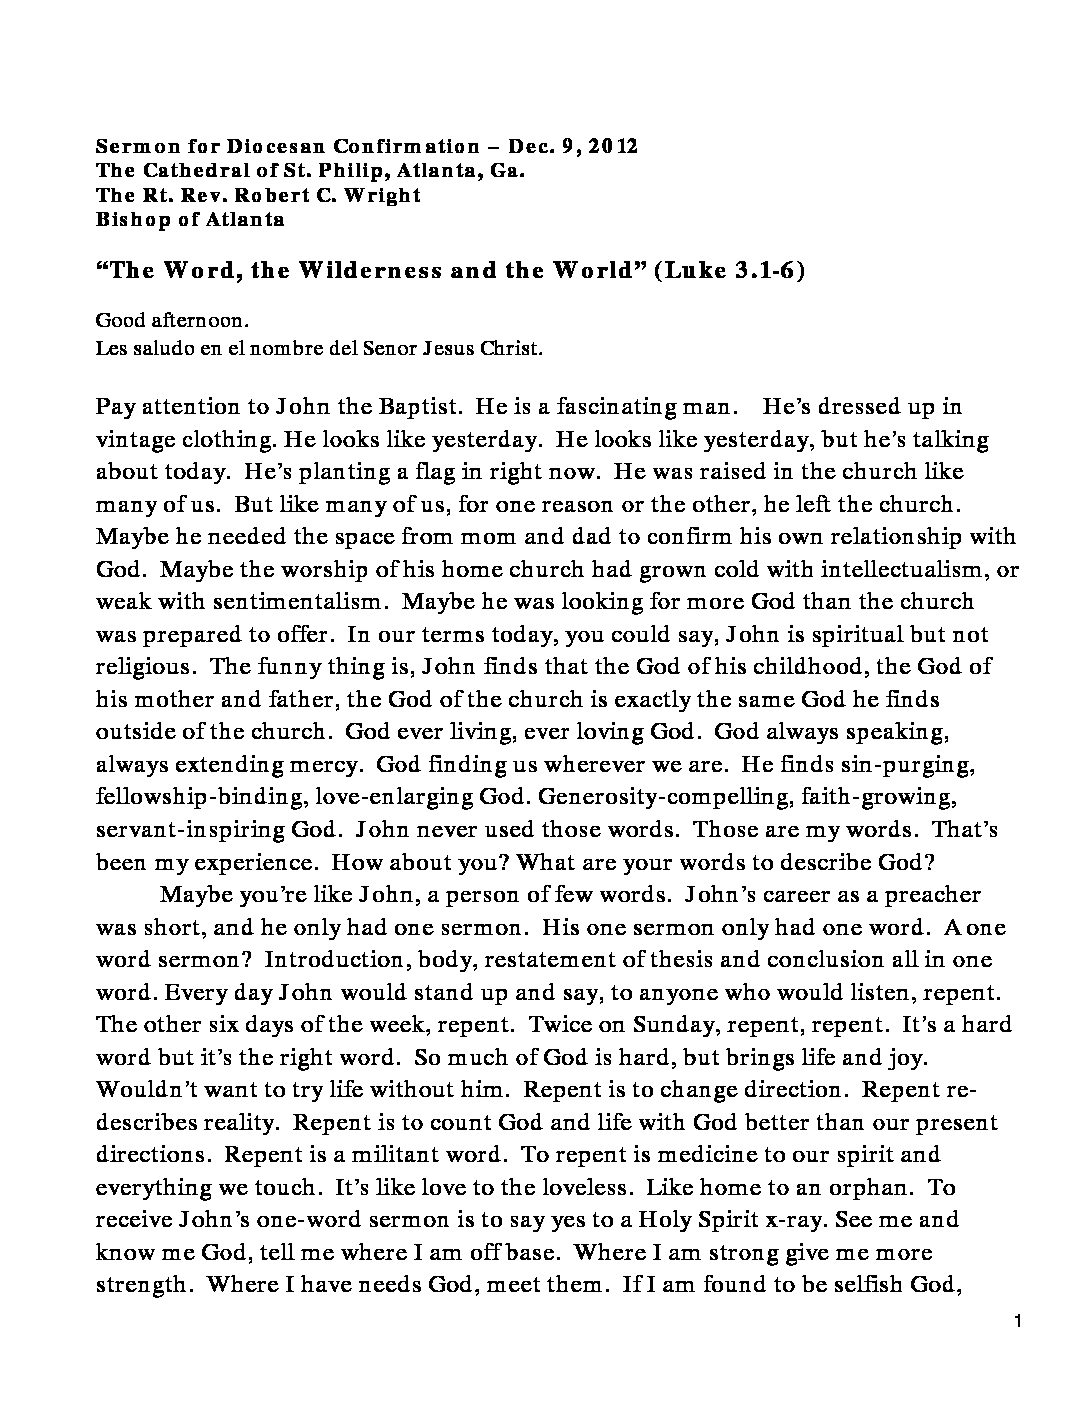 Sermon for Diocesan Confirmation – Dec. 9, 2012
The Cathedral of St. Philip, Atlanta, Ga.
The Rt. Rev. Robert C. Wright
Bishop of Atlanta
“The Word, the Wilderness and the World” (Luke 3.1-6)
Good afternoon.
Les saludo en el nombre del Senor Jesus Christ.
Pay attention to John the Baptist. He is a fascinating man. He’s dressed up in
vintage clothing. He looks like yesterday. He looks like yesterday, but he’s talking
about today. He’s planting a flag in right now. He was raised in the church like
many of us. But like many of us, for one reason or the other, he left the church.
Maybe he needed the space from mom and dad to confirm his own relationship with
God. Maybe the worship of his home church had grown cold with intellectualism, or
weak with sentimentalism. Maybe he was looking for more God than the church
was prepared to offer. In our terms today, you could say, John is spiritual but not
religious. The funny thing is, John finds that the God of his childhood, the God of
his mother and father, the God of the church is exactly the same God he finds
outside of the church. God ever living, ever loving God. God always speaking,
always extending mercy. God finding us wherever we are. He finds sin-purging,
fellowship-binding, love-enlarging God. Generosity-compelling, faith-growing,
servant-inspiring God. John never used those words. Those are my words. That’s
been my experience. How about you? What are your words to describe God?
Maybe you’re like John, a person of few words. John’s career as a preacher
was short, and he only had one sermon. His one sermon only had one word. A one
word sermon? Introduction, body, restatement of thesis and conclusion all in one
word. Every day John would stand up and say, to anyone who would listen, repent.
The other six days of the week, repent. Twice on Sunday, repent, repent. It’s a hard
word but it’s the right word. So much of God is hard, but brings life and joy.
Wouldn’t want to try life without him. Repent is to change direction. Repent re-
describes reality. Repent is to count God and life with God better than our present
directions. Repent is a militant word. To repent is medicine to our spirit and
everything we touch. It’s like love to the loveless. Like home to an orphan. To
receive John’s one-word sermon is to say yes to a Holy Spirit x-ray. See me and
know me God, tell me where I am off base. Where I am strong give me more
strength. Where I have needs God, meet them. If I am found to be selfish God,
1